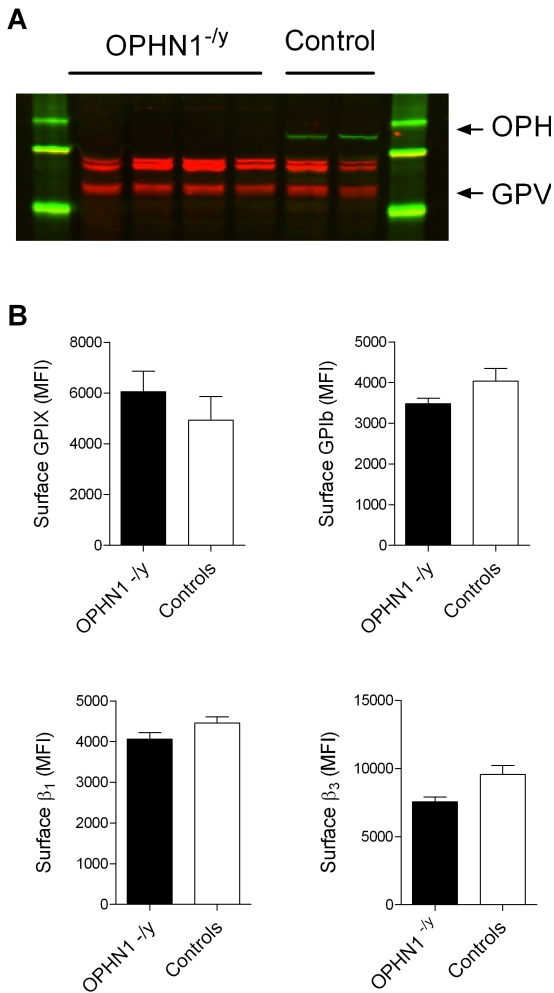 A
OPHN1-/y Control
OPH
GPV
B
Surface GPIX (MFI)
8000
6000
4000
2000
0
OPHN1 -/y
Controls
Surface GPIb (MFI)
5000
4000
3000
2000
1000
0
OPHN1 -/y
Controls
Surface β1 (MFI)
5000
4000
3000
2000
1000
0
OPHN1 -/y
Controls
Surface β3 (MFI)
15000
10000
5000
0
OPHN1 -/y
Controls